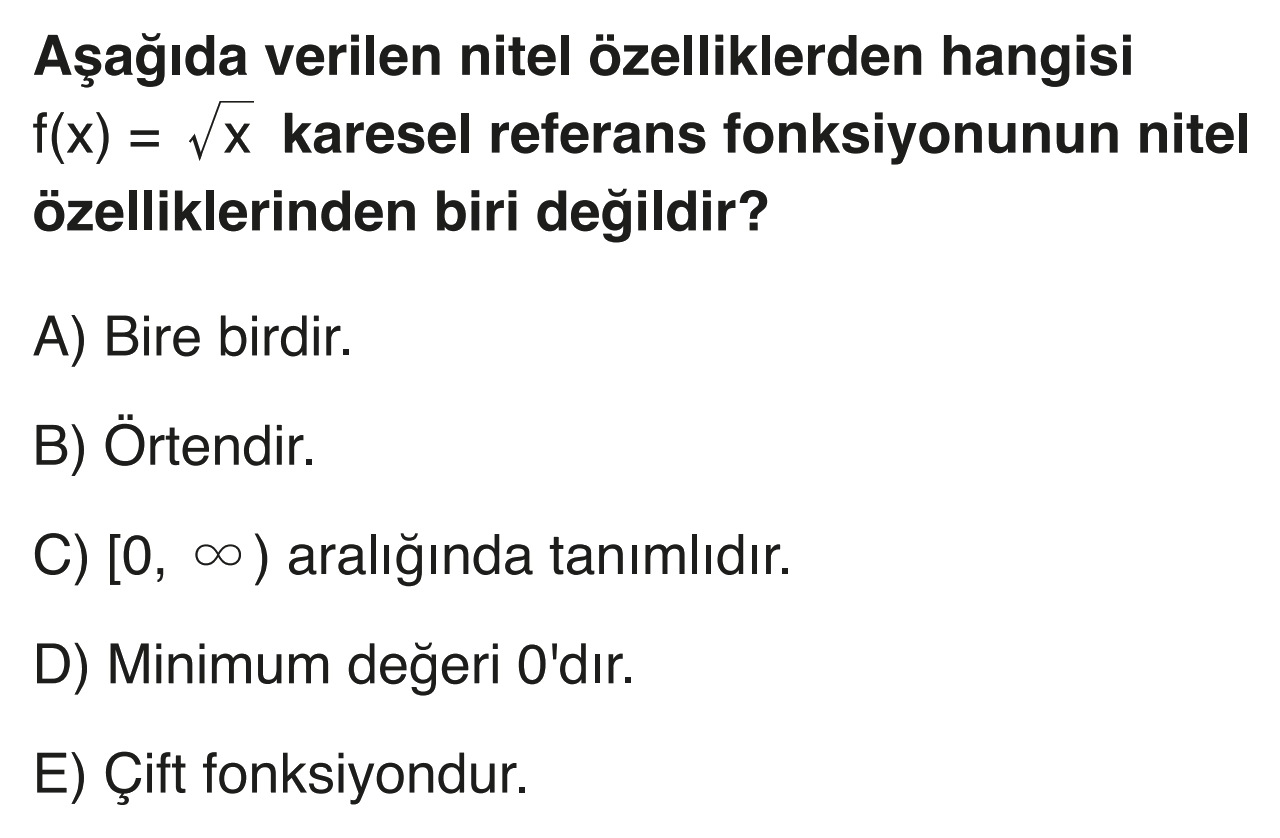 Aşağıda verilen nitel özelliklerden hangisi
f(x) = √x karesel referans fonksiyonunun nitel
özelliklerinden biri değildir?
A) Bire birdir.
B) Örtendir.
C) [0, ∞) aralığında tanımlıdır.
D) Minimum değeri 0'dır.
E) Çift fonksiyondur.